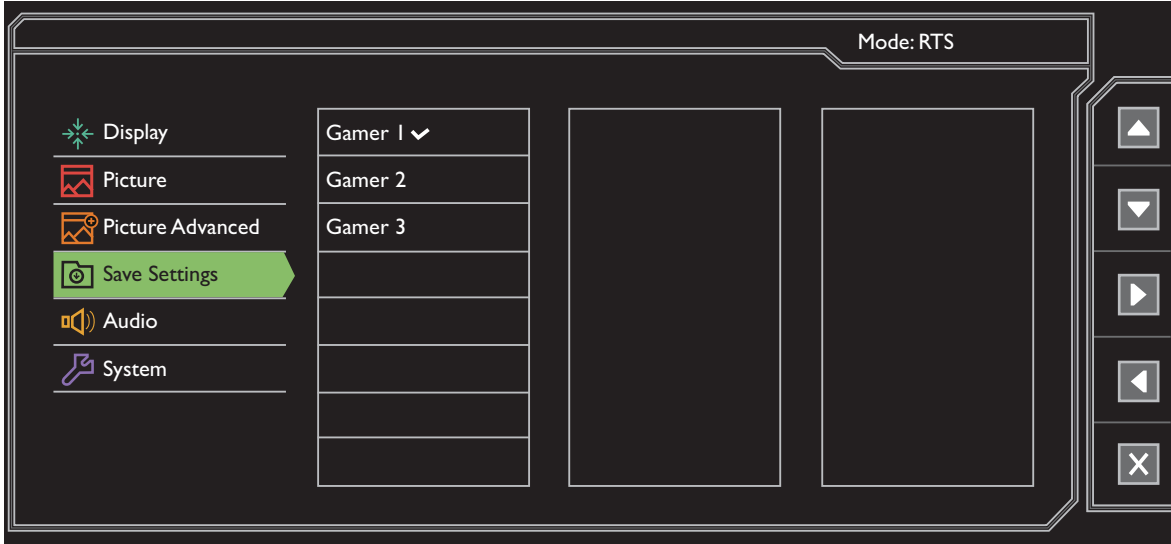 Mode: RTS
Display
Picture
Picture Advanced
Save Settings
Audio
System
Gamer 1
Gamer 2
Gamer 3
X